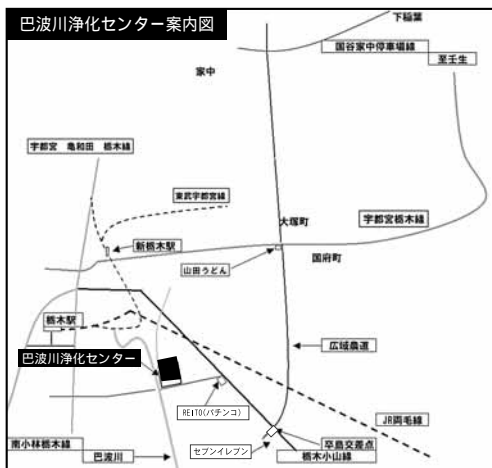 巴波川浄化センター案内図
下稲葉
国谷家中停車場線
至壬生
家中
宇都宮 亀和田 栃木線
東武宇都宮線
大塚町
宇都宮栃木線
新栃木駅
国府町
山田うどん
栃木駅
広域農道
巴波川浄化センター
REITO(パチンコ)
JR両毛線
南小林栃木線
卒島交差点
セブンイレブン
巴波川
栃木小山線